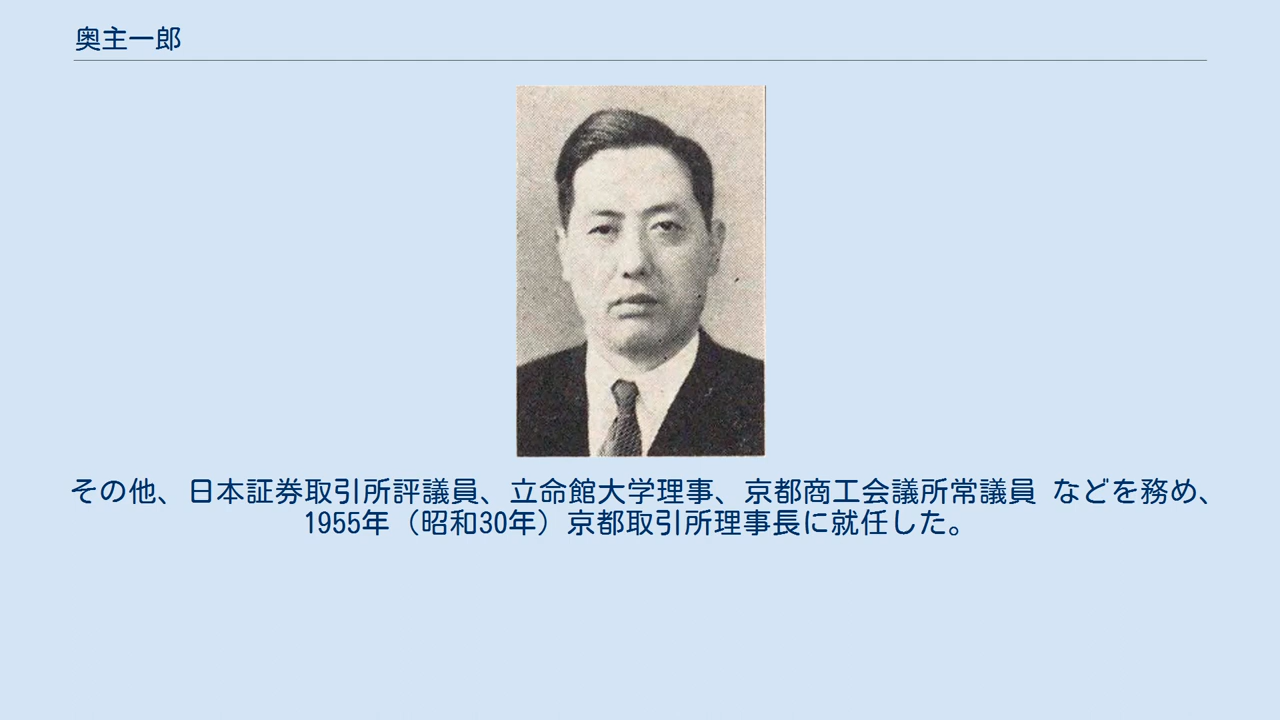 奥主一郎
その他、日本証券取引所評議員、立命館大学理事、京都商工会議所常議員 などを務め、
1955年（昭和30年）京都取引所理事長に就任した。